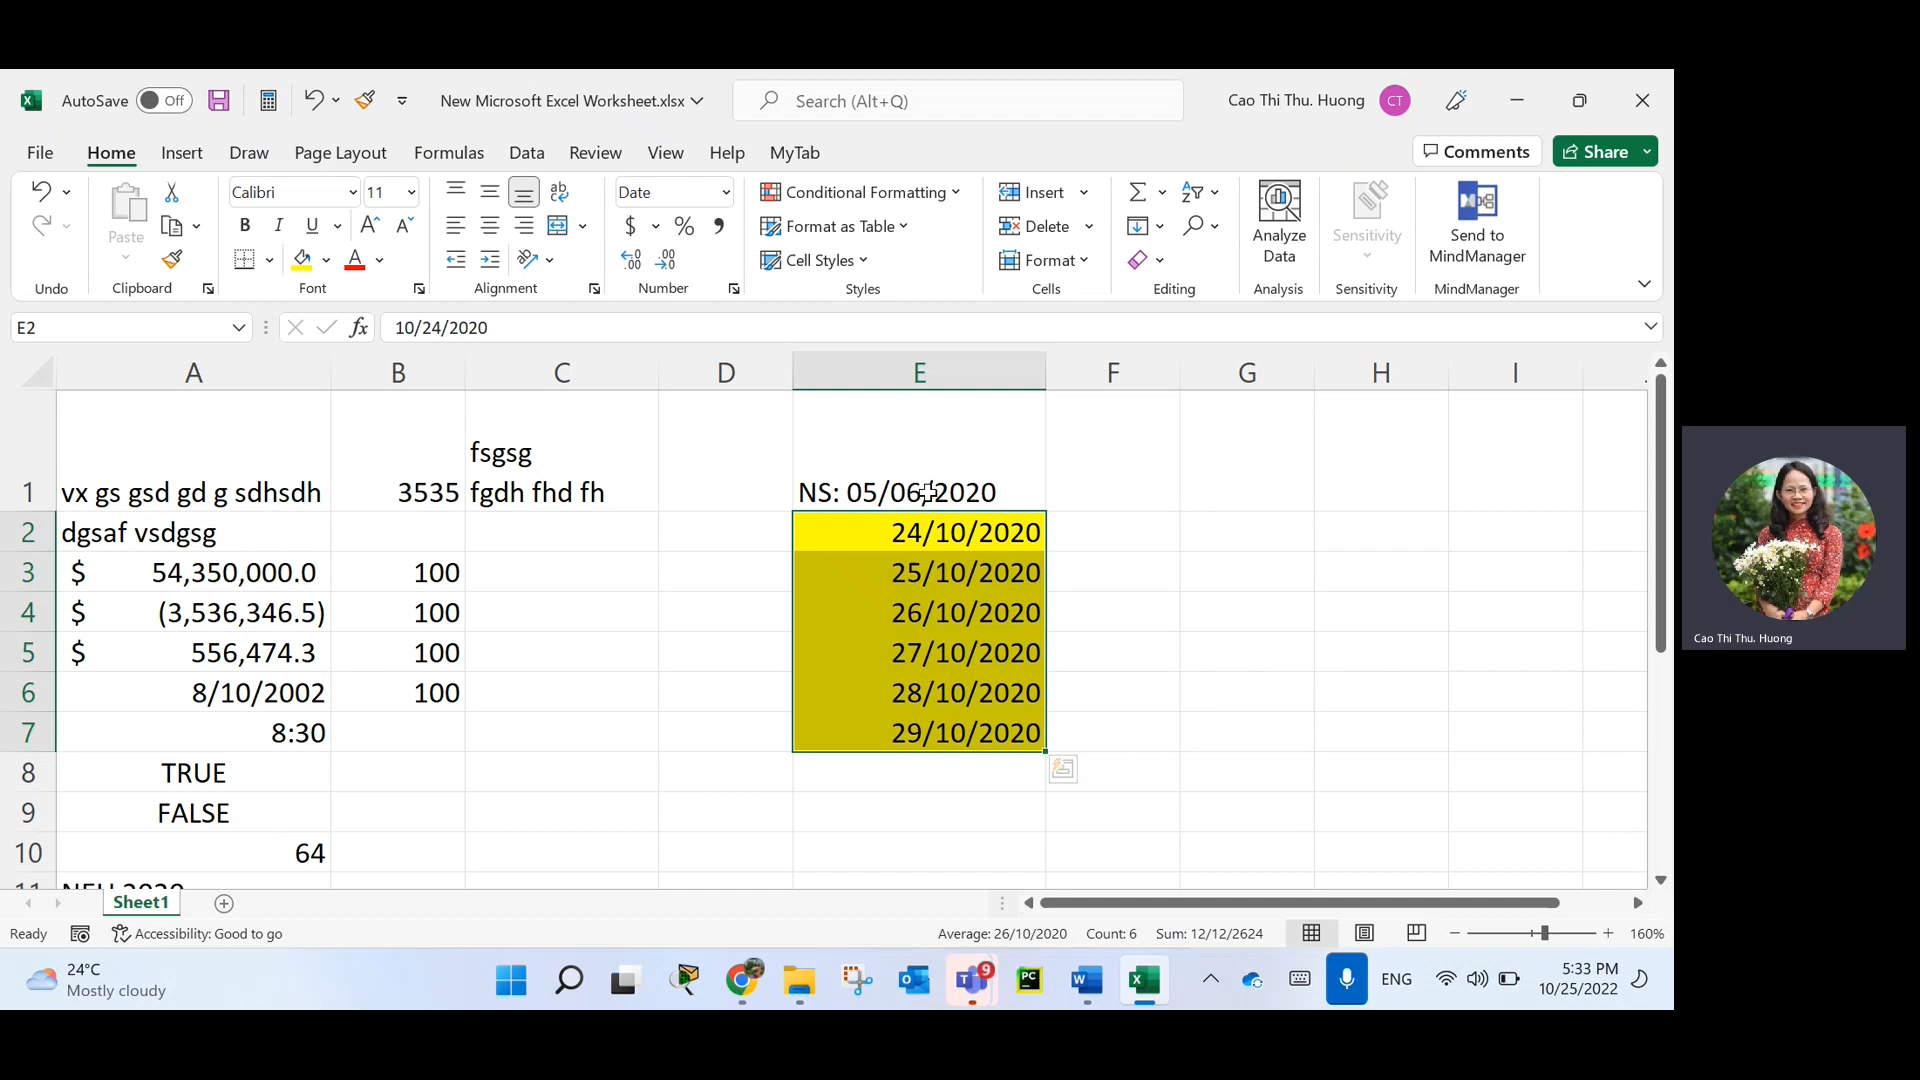 AutoSave Off New Microsoft Excel Worksheet.xlsx Search (Alt+Q) Cao Thi Thu. Huong CT
File Home Insert Draw Page Layout Formulas Data Review View Help MyTab Comments Share
Calibri 11 Date Conditional Formatting Insert
Paste B I U $ % Format as Table Delete Analyze Data Sensitivity Send to MindManager
Cell Styles Format
Undo Clipboard Font Alignment Number Styles Cells Editing Analysis Sensitivity MindManager
E2 fx 10/24/2020
A B C D E F G H I
fsgsg
1 vx gs gsd gd g sdhsdh 3535 fgdh fhd fh NS: 05/06/2020
2 dgsaf vsdgsg 24/10/2020
3 $ 54,350,000.0 100 25/10/2020
4 $ (3,536,346.5) 100 26/10/2020
5 $ 556,474.3 100 27/10/2020
6 8/10/2002 100 28/10/2020
7 8:30 29/10/2020
8 TRUE
9 FALSE
10 64
Cao Thi Thu. Huong
Sheet1
Ready Accessibility: Good to go Average: 26/10/2020 Count: 6 Sum: 12/12/2624 160%
24°C
Mostly cloudy
9
PC
ENG
5:33 PM
10/25/2022